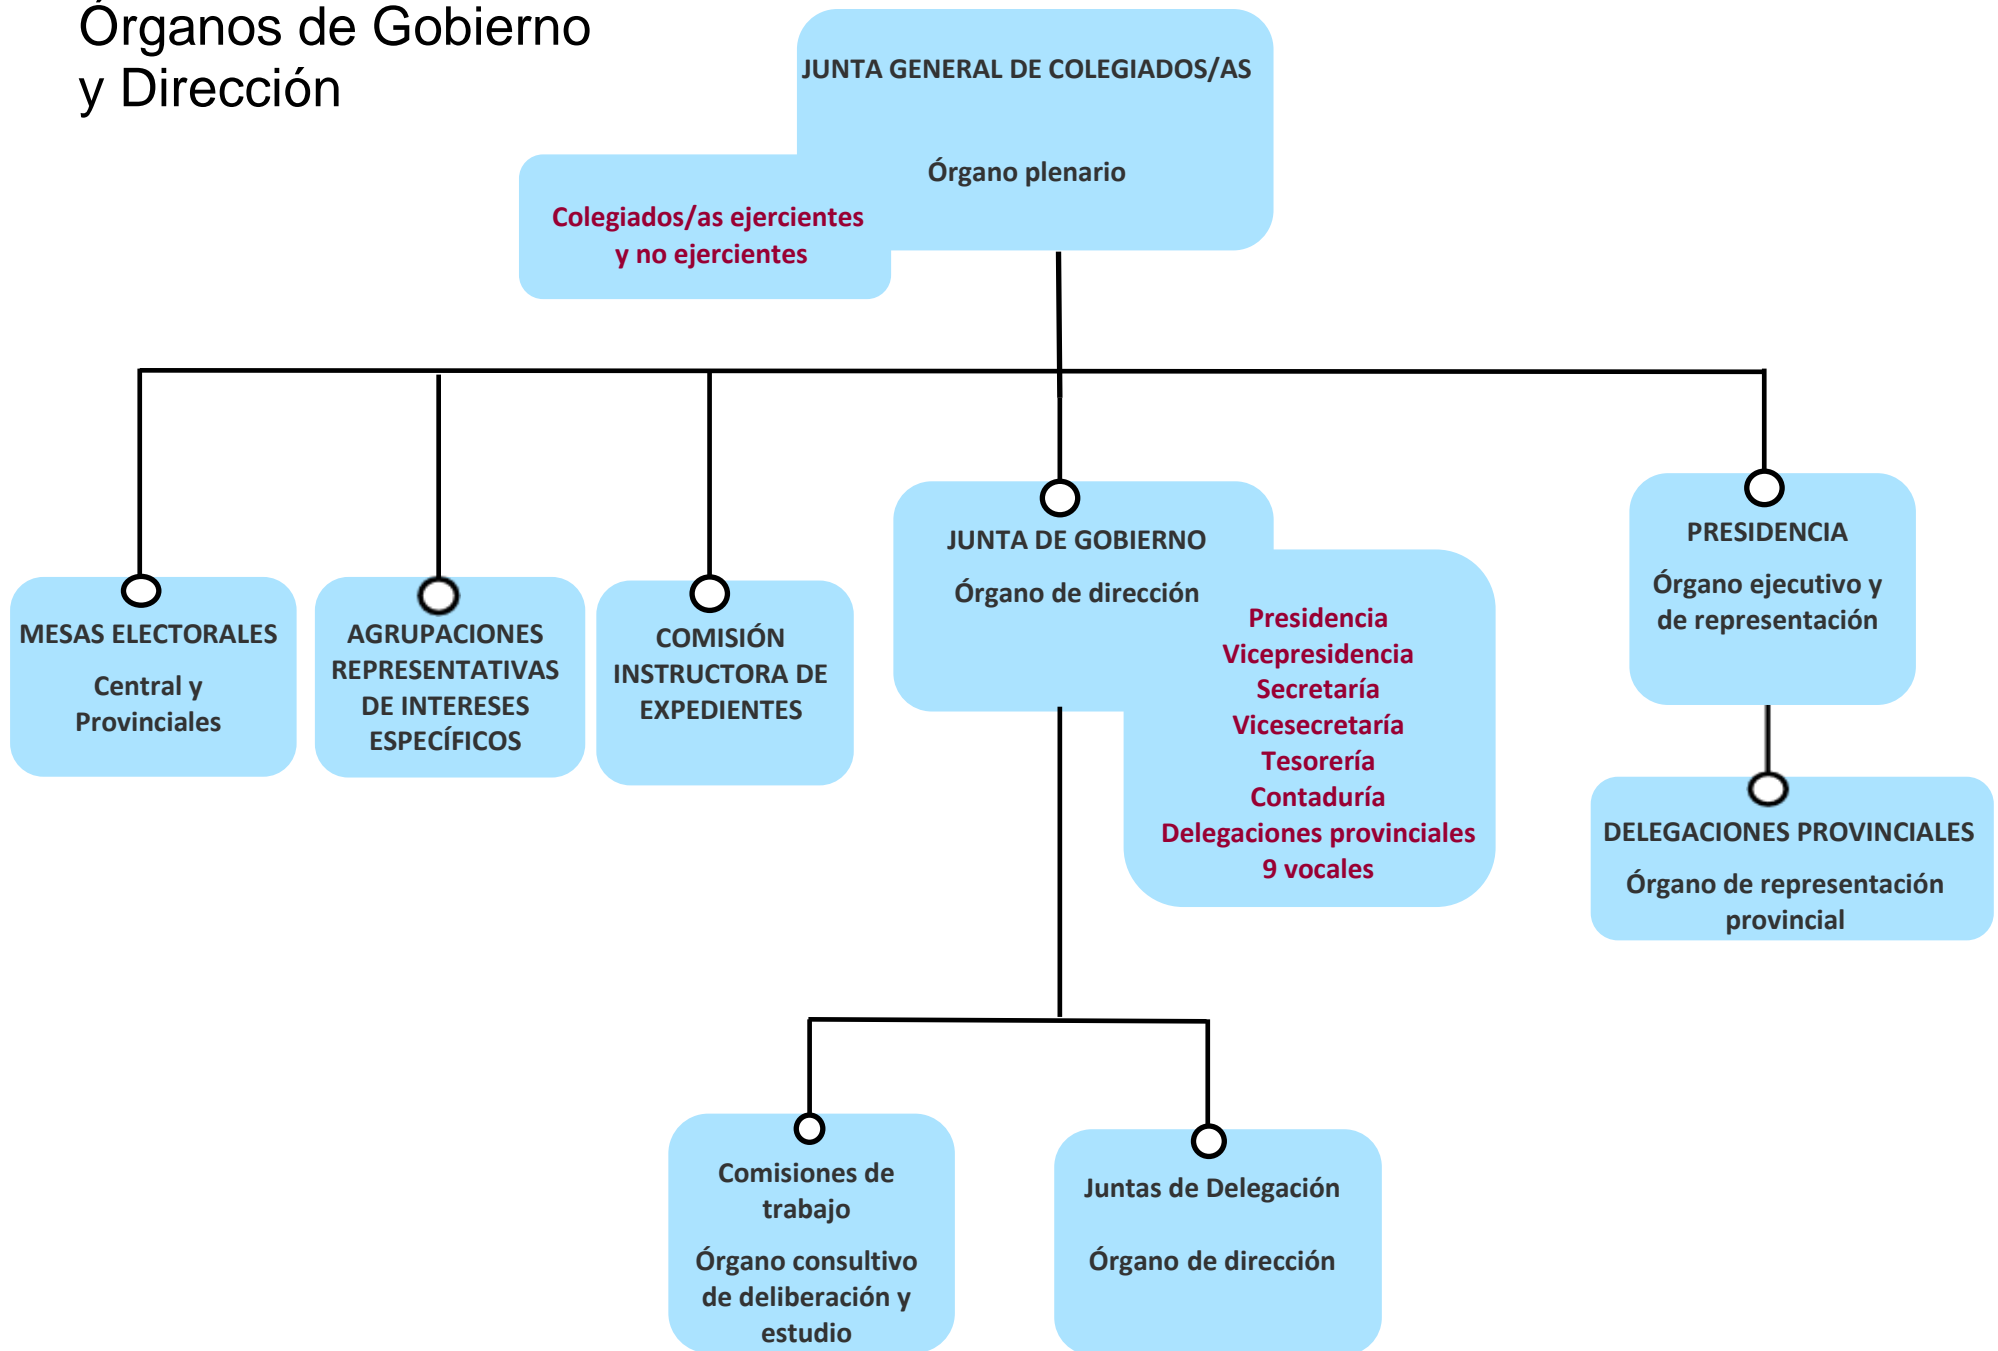 Órganos de Gobierno
y Dirección
JUNTA GENERAL DE COLEGIADOS/AS
Órgano plenario
Colegiados/as ejercientes
y no ejercientes
MESAS ELECTORALES
Central y
Provinciales
AGRUPACIONES
REPRESENTATIVAS
DE INTERESES
ESPECÍFICOS
COMISIÓN
INSTRUCTORA DE
EXPEDIENTES
JUNTA DE GOBIERNO
Órgano de dirección
Presidencia
Vicepresidencia
Secretaría
Vicesecretaría
Tesorería
Contaduría
Delegaciones provinciales
9 vocales
PRESIDENCIA
Órgano ejecutivo y
de representación
DELEGACIONES PROVINCIALES
Órgano de representación
provincial
Comisiones de
trabajo
Órgano consultivo
de deliberación y
estudio
Juntas de Delegación
Órgano de dirección